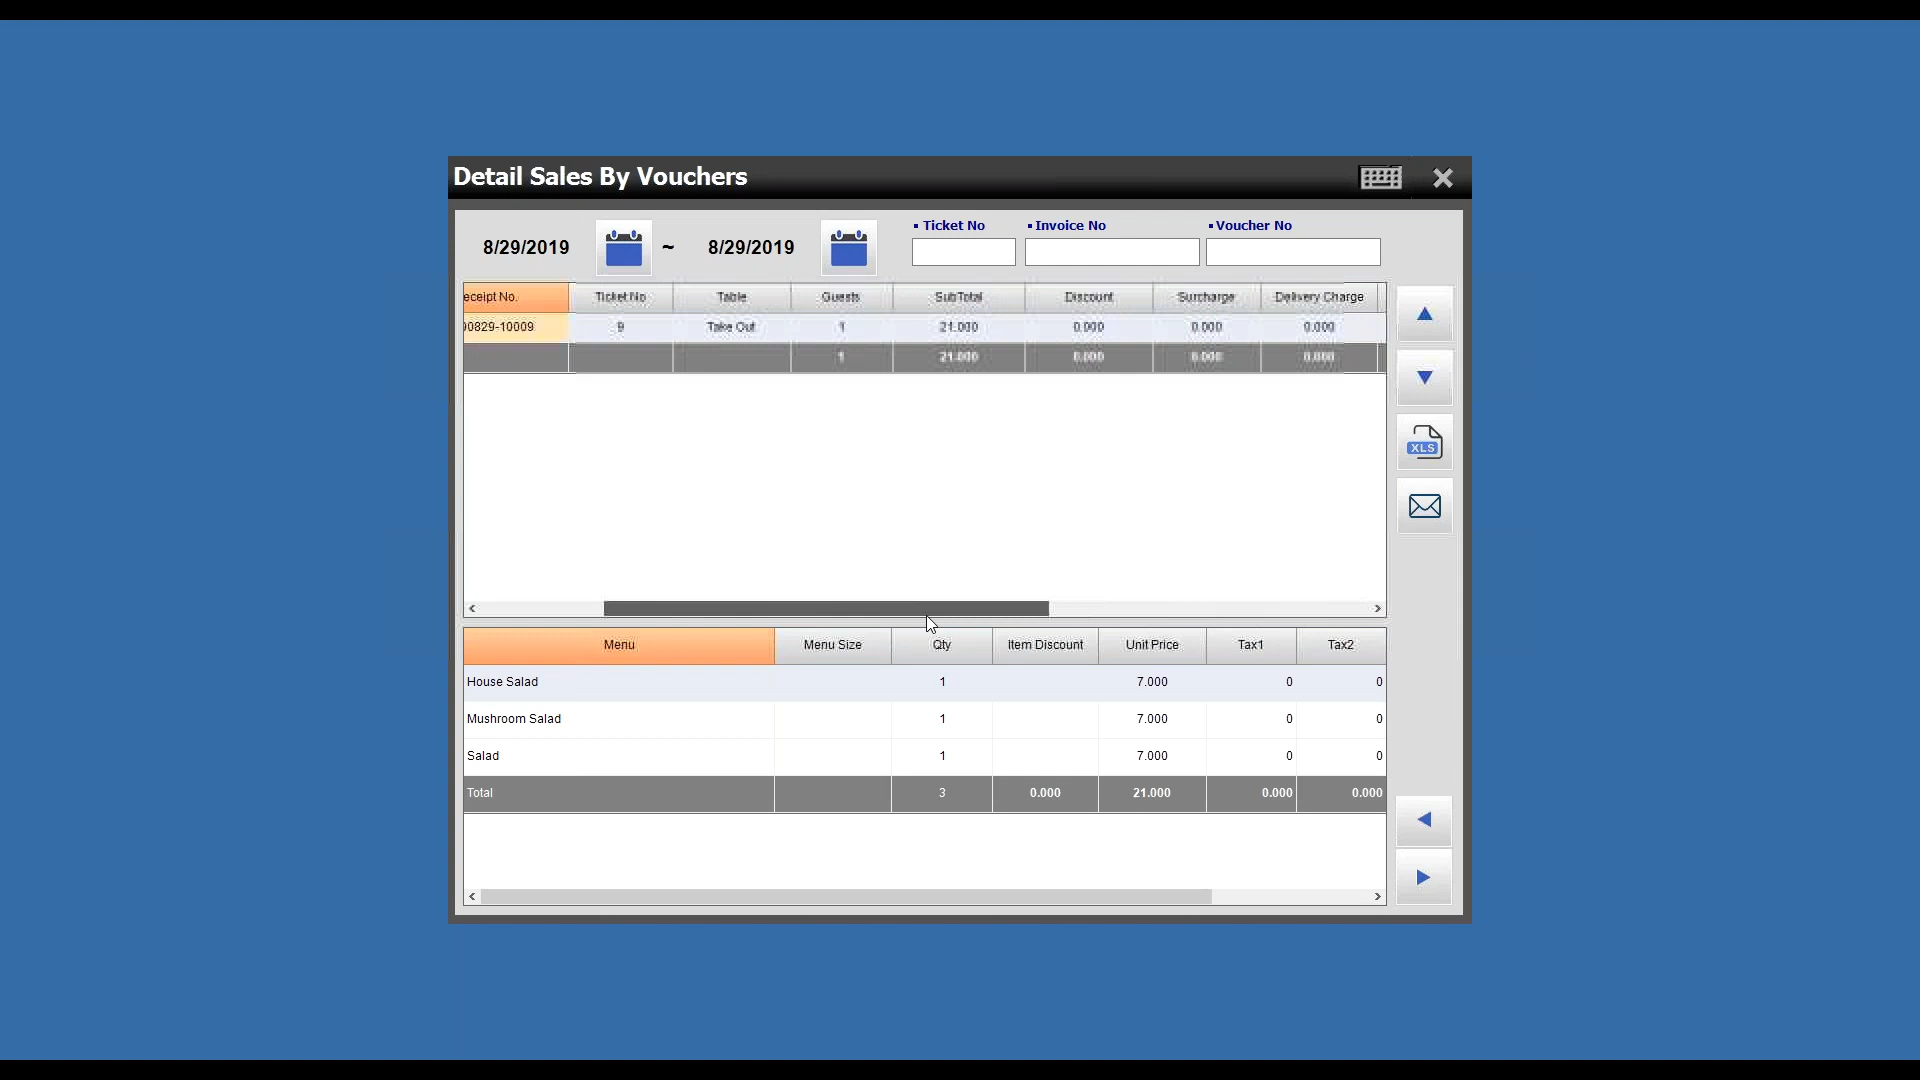 Detail Sales By Vouchers
8/29/2019 ~ 8/29/2019
Ticket No Invoice No Voucher No
eceipt No. Ticket No Table Guests SubTotal Discount Surcharge Delivery Charge
0829-10009 9 Take Out 1 21.000 0.000 0.000 0.000
1 21.000 0.000 0.000 0.000
XLS
Menu Menu Size Qty Item Discount Unit Price Tax1 Tax2
House Salad 1 7.000 0 0
Mushroom Salad 1 7.000 0 0
Salad 1 7.000 0 0
Total 3 0.000 21.000 0.000 0.000